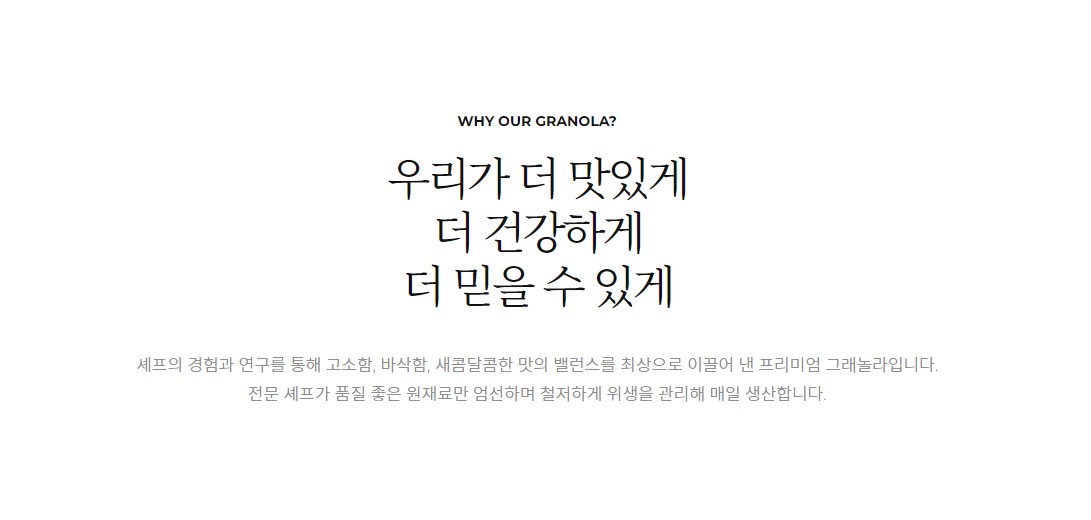 WHY OUR GRANOLA?
우리가 더 맛있게
더 건강하게
더 믿을 수 있게
셰프의 경험과 연구를 통해 고소함, 바삭함, 새콤달콤한 맛의 밸런스를 최상으로 이끌어 낸 프리미엄 그래놀라입니다.
전문 셰프가 품질 좋은 원재료만 엄선하며 철저하게 위생을 관리해 매일 생산합니다.